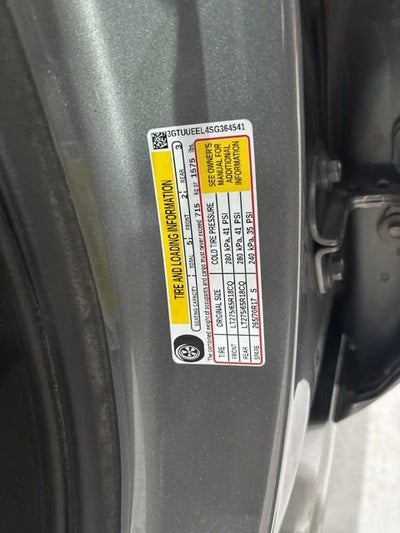 3GTUUEEL4SG364541
TIRE AND LOADING INFORMATION
SEATING CAPACITY TOTAL 5 FRONT 2 REAR 3
The combined weight of occupants and cargo must never exceed 715 kg or 1575 lbs.
TIRE ORIGINAL SIZE COLD TIRE PRESSURE
FRONT LT275/65R18CQ 280 kPa, 41 PSI
REAR LT275/65R18CQ 280 kPa, 41 PSI
SPARE 265/70R17 S 240 kPa, 35 PSI
SEE OWNER'S
MANUAL FOR
ADDITIONAL
INFORMATION